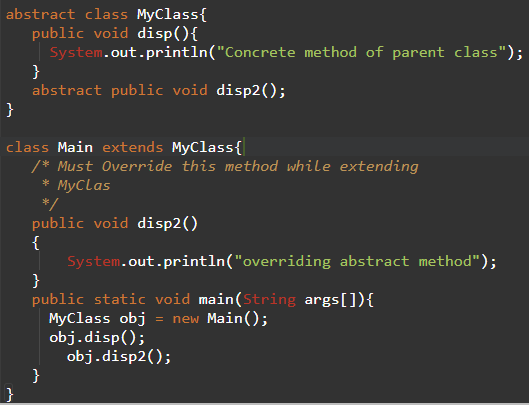 abstract class MyClass{
   public void disp(){
     System.out.println("Concrete method of parent class");
   }
   abstract public void disp2();
}

class Main extends MyClass{
   /* Must Override this method while extending
    * MyClas
    */
   public void disp2()
   {
       System.out.println("overriding abstract method");
   }
   public static void main(String args[]){
     MyClass obj = new Main();
     obj.disp();
       obj.disp2();
   }
}